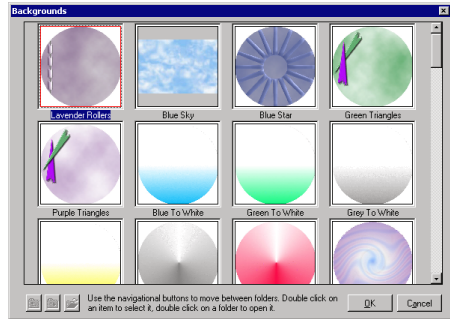 Backgrounds
Lavender Rollers
Blue Sky
Blue Star
Green Triangles
Purple Triangles
Blue To White
Green To White
Grey To White
Use the navigational buttons to move between folders. Double click on
an item to select it, double click on a folder to open it.
OK
Cancel